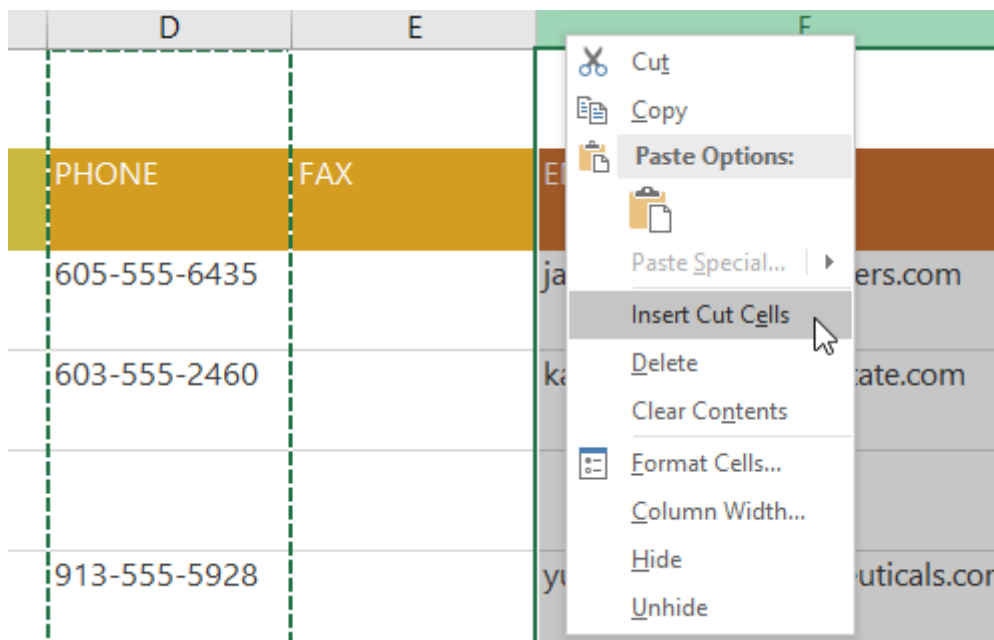 D E F
Cut
Copy
Paste Options:
PHONE FAX
605-555-6435 ers.com
Paste Special...
Insert Cut Cells
603-555-2460 ate.com
Delete
Clear Contents
Format Cells...
Column Width...
Hide
913-555-5928 uticals.com
Unhide